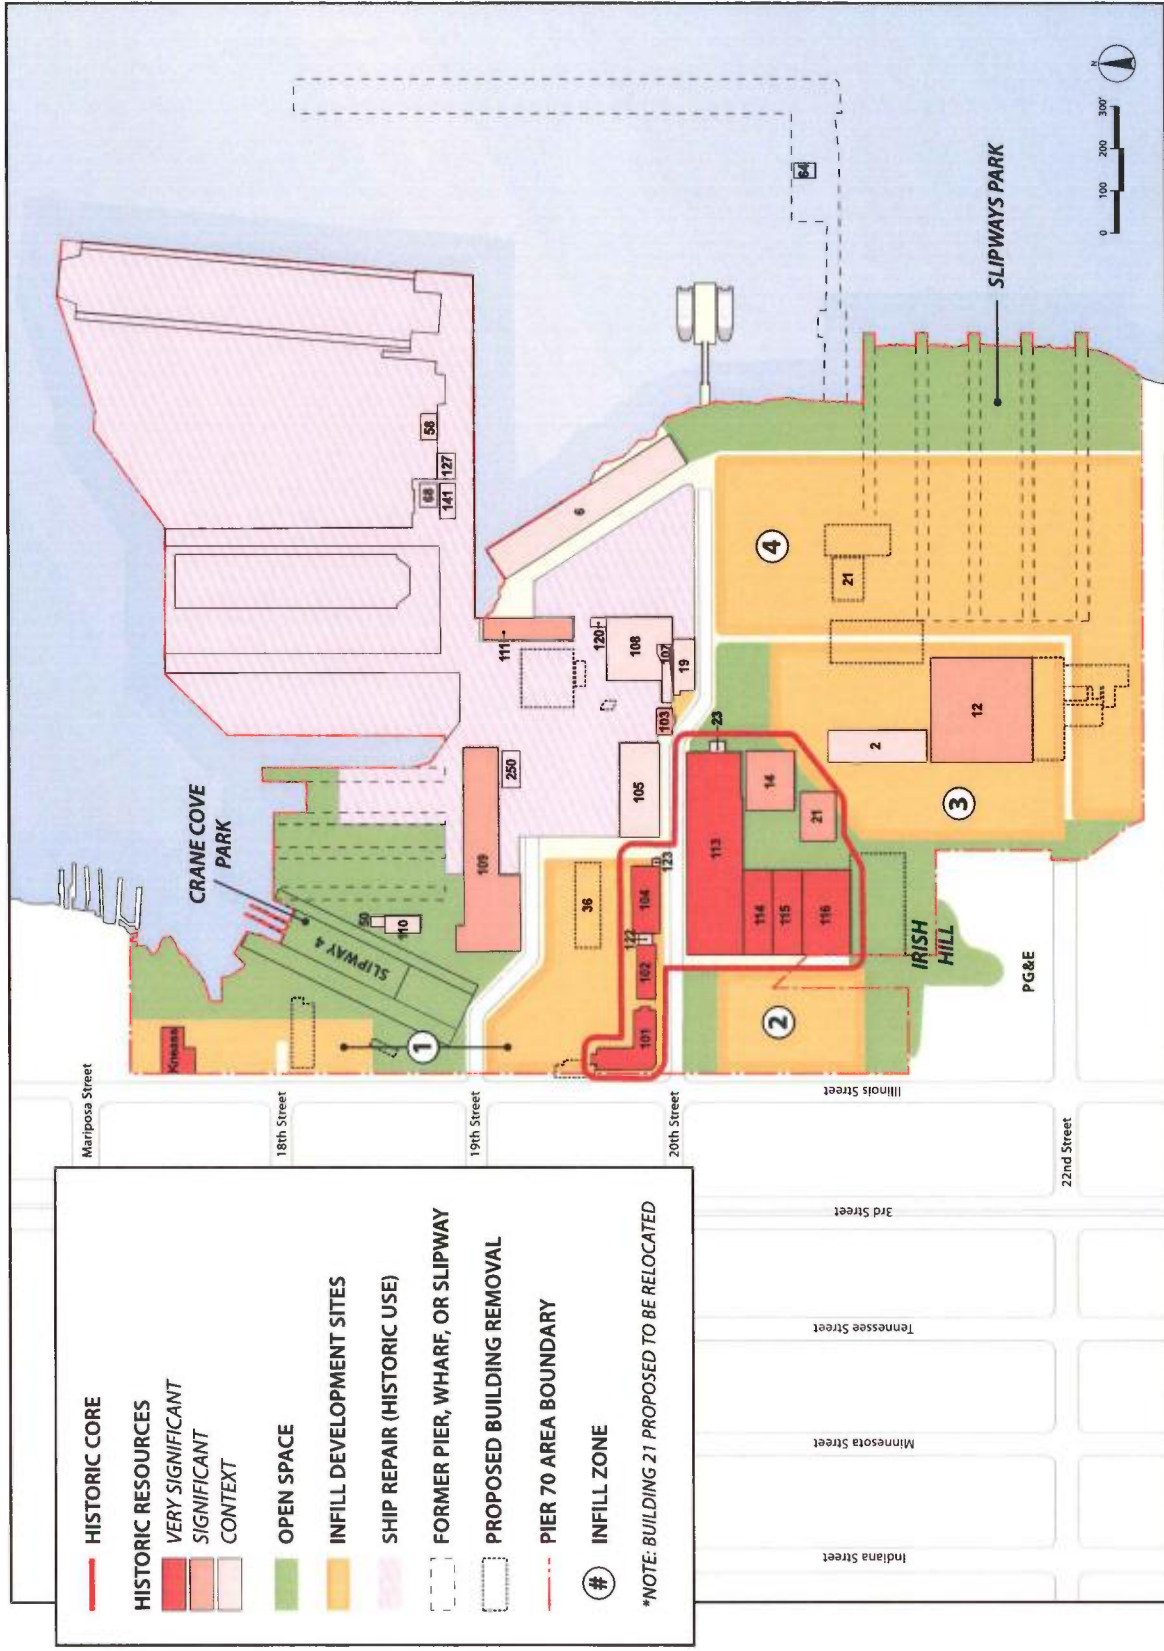 HISTORIC CORE
HISTORIC RESOURCES
VERY SIGNIFICANT
SIGNIFICANT
CONTEXT
OPEN SPACE
INFILL DEVELOPMENT SITES
SHIP REPAIR (HISTORIC USE)
FORMER PIER, WHARF, OR SLIPWAY
PROPOSED BUILDING REMOVAL
PIER 70 AREA BOUNDARY
# INFILL ZONE
*NOTE: BUILDING 21 PROPOSED TO BE RELOCATED
Mariposa Street
18th Street
19th Street
20th Street
22nd Street
Illinois Street
3rd Street
Tennessee Street
Minnesota Street
Indiana Street
CRANE COVE
PARK
SLIPWAY 4
Kneass
1
50
110
109
250
36
101
102
122
104
123
105
103
107
19
108
120
111
6
68
141
127
58
64
113
114
115
116
23
14
21
2
12
21
2
3
4
IRISH
HILL
PG&E
SLIPWAYS PARK
0
100
200
300'
N